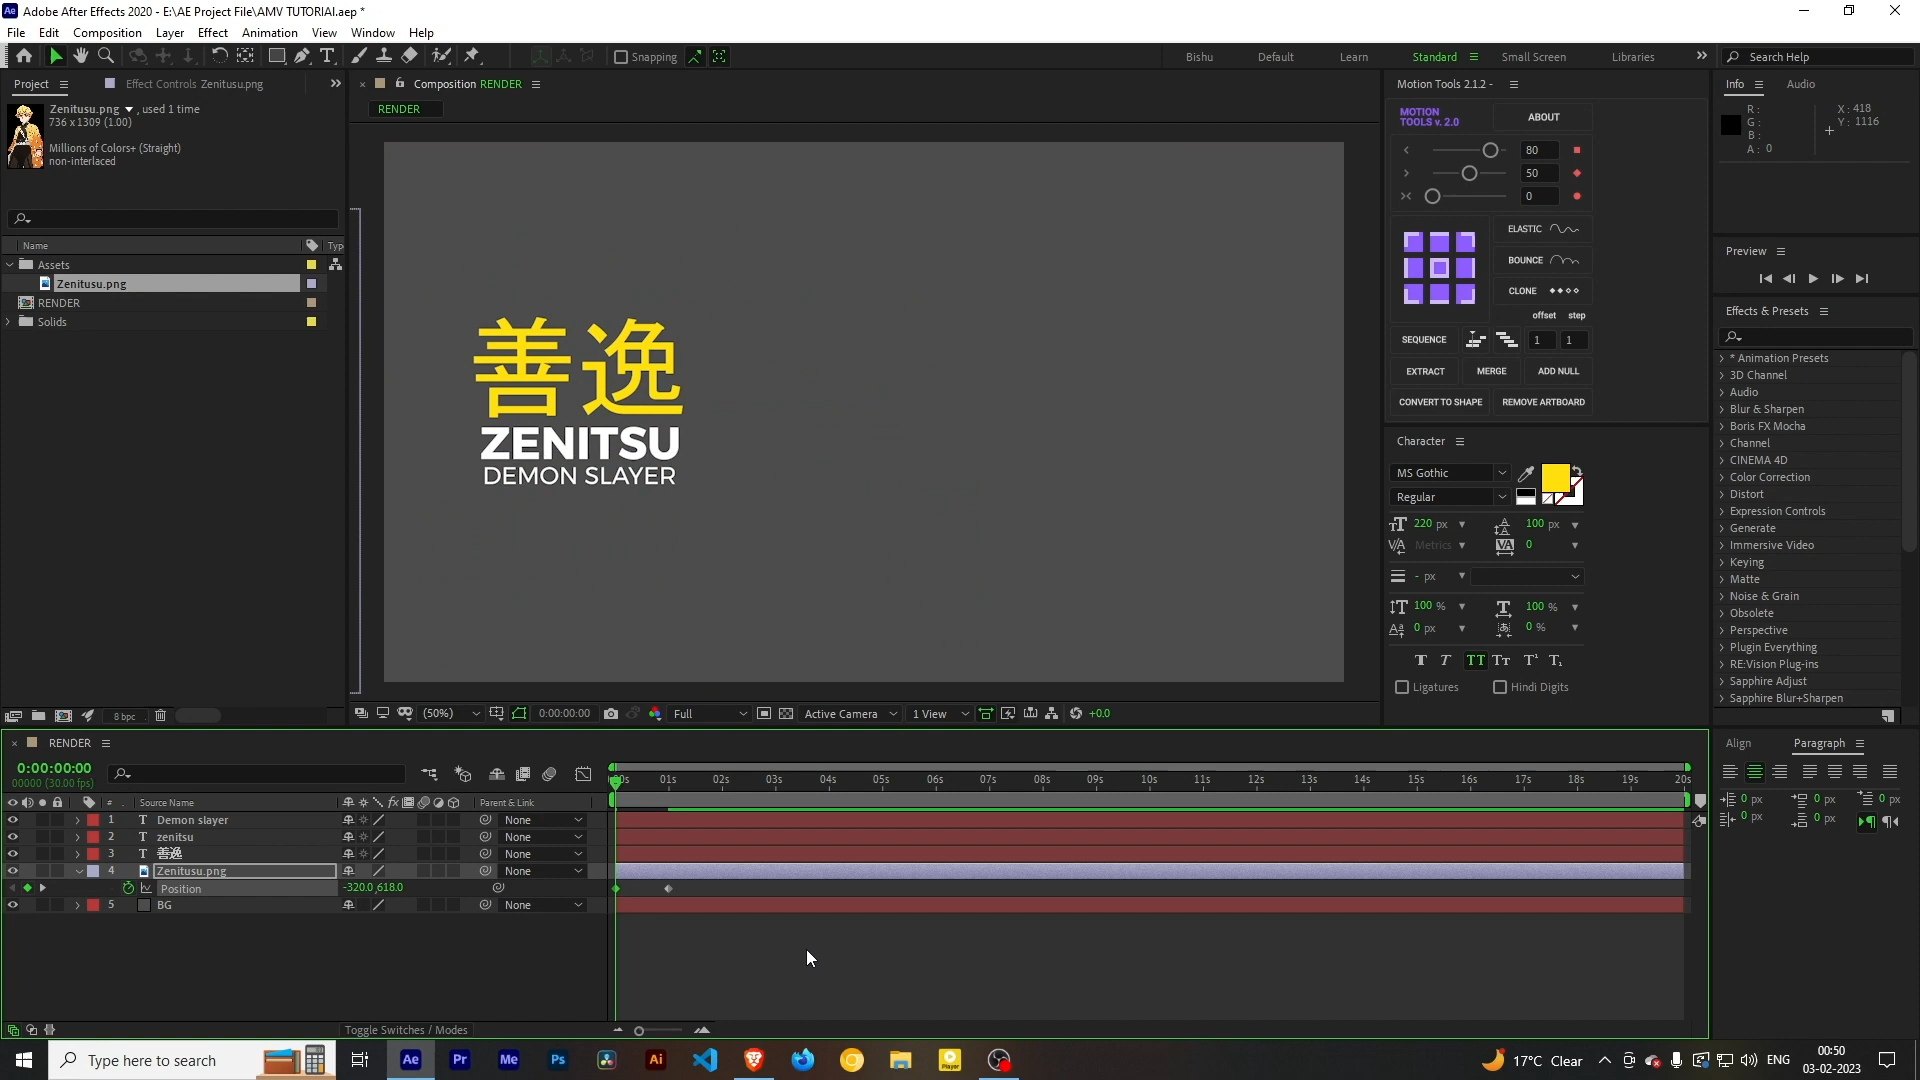 Adobe After Effects 2020 - E:\AE Project File\AMV TUTORIAl.aep *
File Edit Composition Layer Effect Animation View Window Help
Snapping
Bishu Default Learn Standard Small Screen Libraries Search Help
Project Effect Controls Zenitusu.png
Composition RENDER
Motion Tools 2.1.2 -
Info Audio
RENDER
Zenitusu.png , used 1 time
736 x 1309 (1.00)
Millions of Colors+ (Straight)
non-interlaced
MOTION
TOOLS v. 2.0
ABOUT
80
50
0
R :
G :
B :
A : 0
X : 418
Y : 1116
Name Typ
Assets
Zenitusu.png
RENDER
Solids
ELASTIC
BOUNCE
CLONE
offset step
SEQUENCE 1 1
EXTRACT MERGE ADD NULL
CONVERT TO SHAPE REMOVE ARTBOARD
Preview
Effects & Presets
* Animation Presets
3D Channel
Audio
Blur & Sharpen
Boris FX Mocha
Channel
CINEMA 4D
Color Correction
Distort
Expression Controls
Generate
Immersive Video
Keying
Matte
Noise & Grain
Obsolete
Perspective
Plugin Everything
RE:Vision Plug-ins
Sapphire Adjust
Sapphire Blur+Sharpen
善逸
ZENITSU
DEMON SLAYER
Character
MS Gothic
Regular
220 px 100 px
Metrics 0
- px
100 % 100 %
0 px 0 %
Ligatures Hindi Digits
8 bpc
(50%) 0:00:00:00 Full Active Camera 1 View +0.0
RENDER
0:00:00:00
00000 (30.00 fps)
00s 01s 02s 03s 04s 05s 06s 07s 08s 09s 10s 11s 12s 13s 14s 15s 16s 17s 18s 19s 20s
# Source Name Parent & Link
1 T Demon slayer None
2 T zenitsu None
3 T 善逸 None
4 Zenitusu.png None
Position -320.0,618.0
5 BG None
Toggle Switches / Modes
Align Paragraph
0 px 0 px 0 px
0 px 0 px
Type here to search
Ae Pr Me Ps Ai Player
17°C Clear
ENG
00:50
03-02-2023